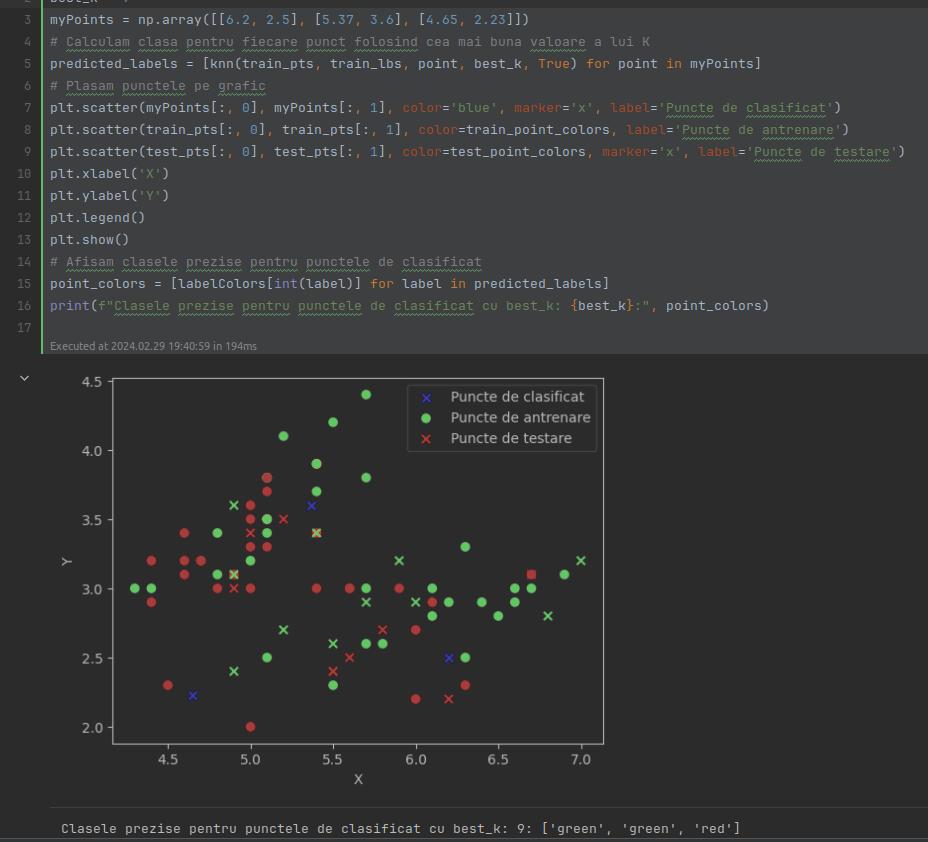 3 myPoints = np.array([[6.2, 2.5], [5.37, 3.6], [4.65, 2.23]])
4 # Calculam clasa pentru fiecare punct folosind cea mai buna valoare a lui K
5 predicted_labels = [knn(train_pts, train_lbs, point, best_k, True) for point in myPoints]
6 # Plasam punctele pe grafic
7 plt.scatter(myPoints[:, 0], myPoints[:, 1], color='blue', marker='x', label='Puncte de clasificat')
8 plt.scatter(train_pts[:, 0], train_pts[:, 1], color=train_point_colors, label='Puncte de antrenare')
9 plt.scatter(test_pts[:, 0], test_pts[:, 1], color=test_point_colors, marker='x', label='Puncte de testare')
10 plt.xlabel('X')
11 plt.ylabel('Y')
12 plt.legend()
13 plt.show()
14 # Afisam clasele prezise pentru punctele de clasificat
15 point_colors = [labelColors[int(label)] for label in predicted_labels]
16 print(f"Clasele prezise pentru punctele de clasificat cu best_k: {best_k}:", point_colors)
17
Executed at 2024.02.29 19:40:59 in 194ms
4.5
Puncte de clasificat
Puncte de antrenare
Puncte de testare
4.0
3.5
Y
3.0
2.5
2.0
4.5 5.0 5.5 6.0 6.5 7.0
X
Clasele prezise pentru punctele de clasificat cu best_k: 9: ['green', 'green', 'red']